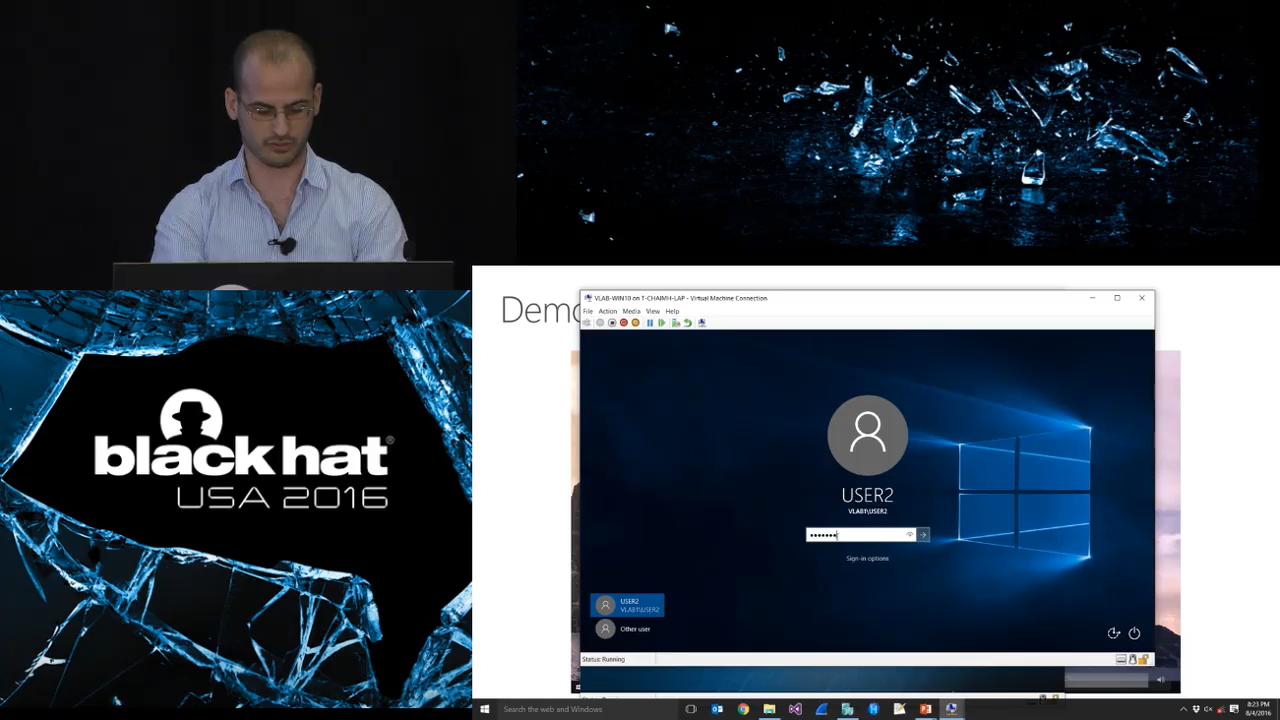 black hat®
USA 2016
Demo
VLAB-WIN10 on T-CHAIMH-LAP - Virtual Machine Connection
File Action Media View Help
USER2
VLAB1\USER2
Sign-in options
USER2
VLAB1\USER2
Other user
Status: Running
Search the web and Windows
8:23 PM
8/4/2016